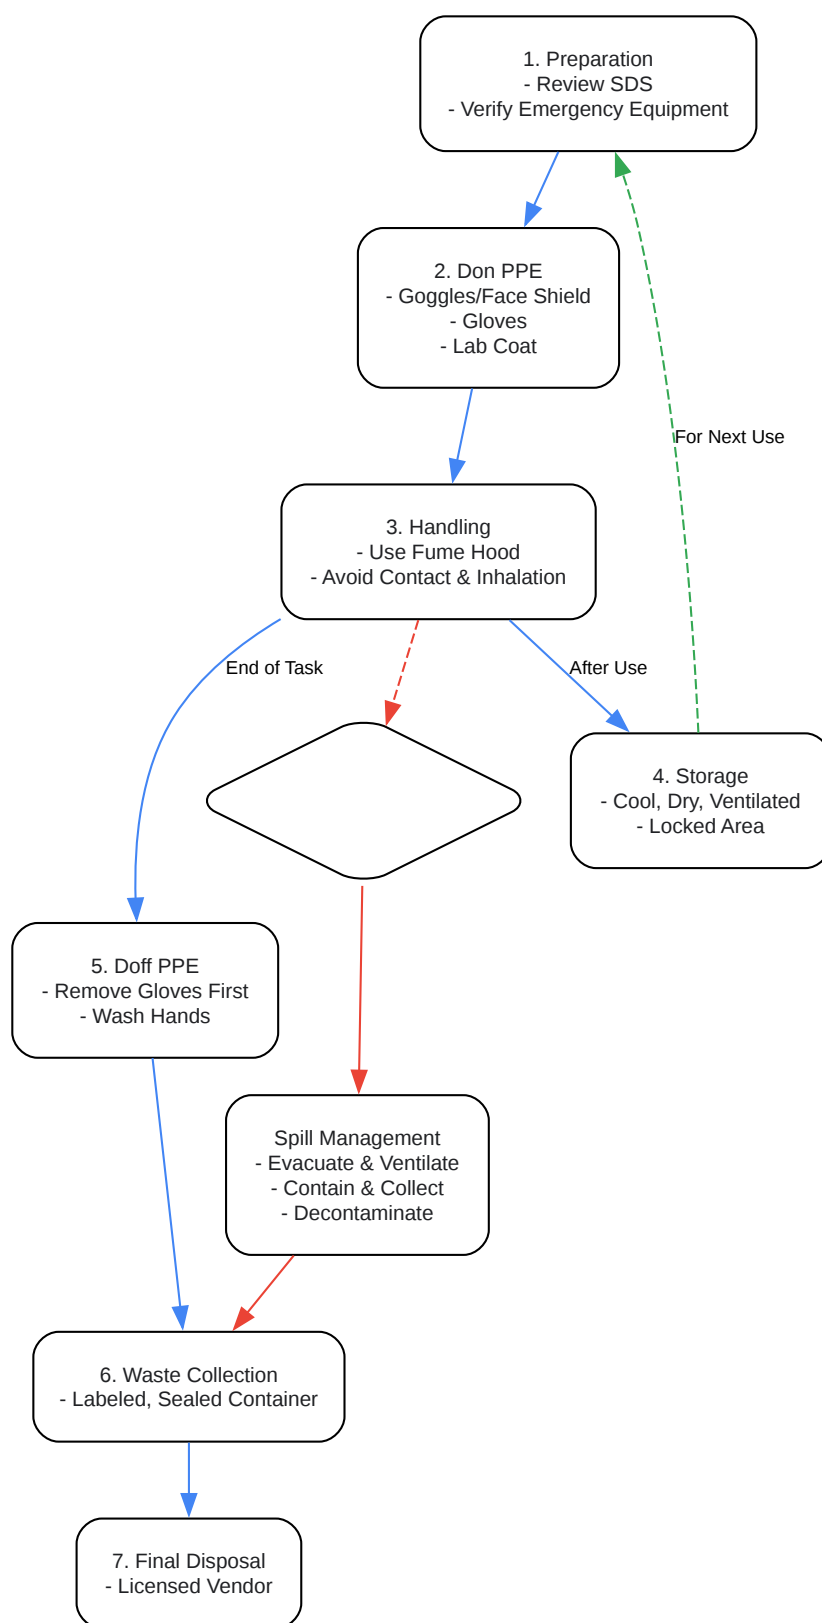 1. Preparation
- Review SDS
- Verify Emergency Equipment
2. Don PPE
- Goggles/Face Shield
- Gloves
- Lab Coat
For Next Use
3. Handling
- Use Fume Hood
- Avoid Contact & Inhalation
End of Task
After Use
4. Storage
- Cool, Dry, Ventilated
- Locked Area
5. Doff PPE
- Remove Gloves First
- Wash Hands
Spill Management
- Evacuate & Ventilate
- Contain & Collect
- Decontaminate
6. Waste Collection
- Labeled, Sealed Container
7. Final Disposal
- Licensed Vendor